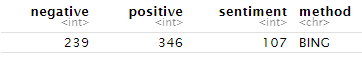 negative positive sentiment method
<int> <int> <int> <chr>
239 346 107 BING